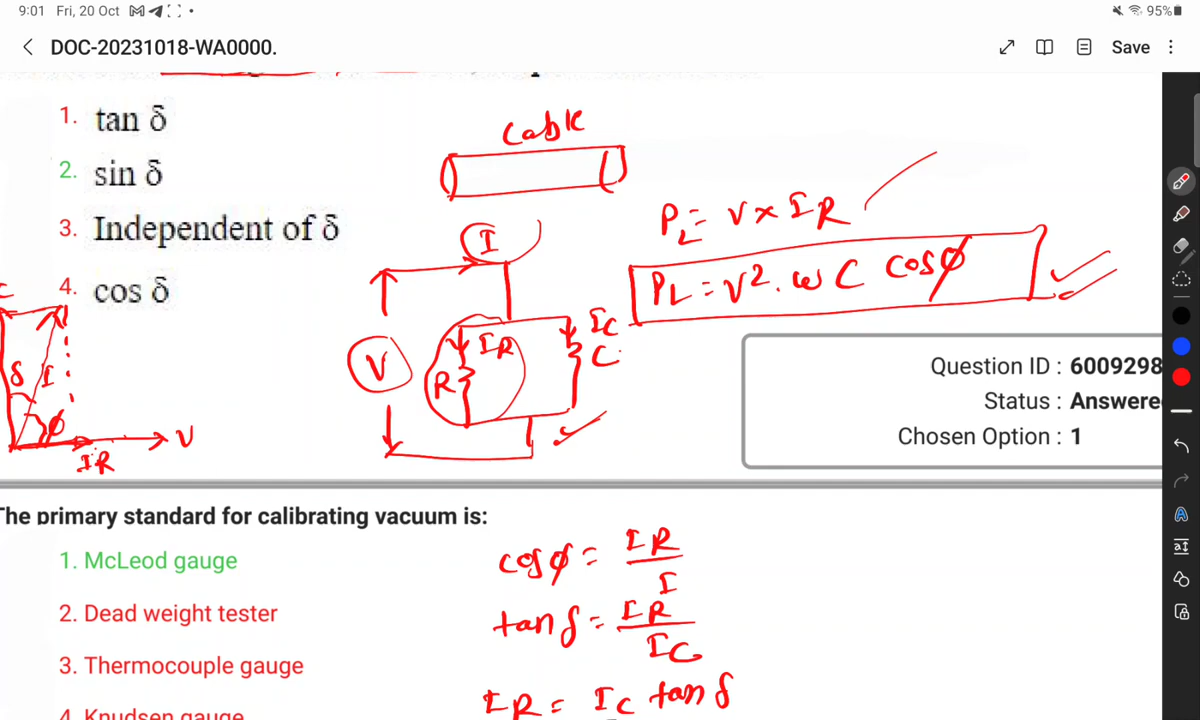 9:01 Fri, 20 Oct
95%
DOC-20231018-WA0000.
Save
1. tan δ
2. sin δ
3. Independent of δ
4. cos δ
Cable
I
V
R
IR
IC
C
PL = V × IR
PL = V². ω C cosφ
δ
I
φ
V
IR
Question ID : 6009298
Status : Answere
Chosen Option : 1
The primary standard for calibrating vacuum is:
1. McLeod gauge
2. Dead weight tester
3. Thermocouple gauge
4. Knudsen gauge
cosφ = IR / I
tan δ = IR / IC
IR = IC tan δ